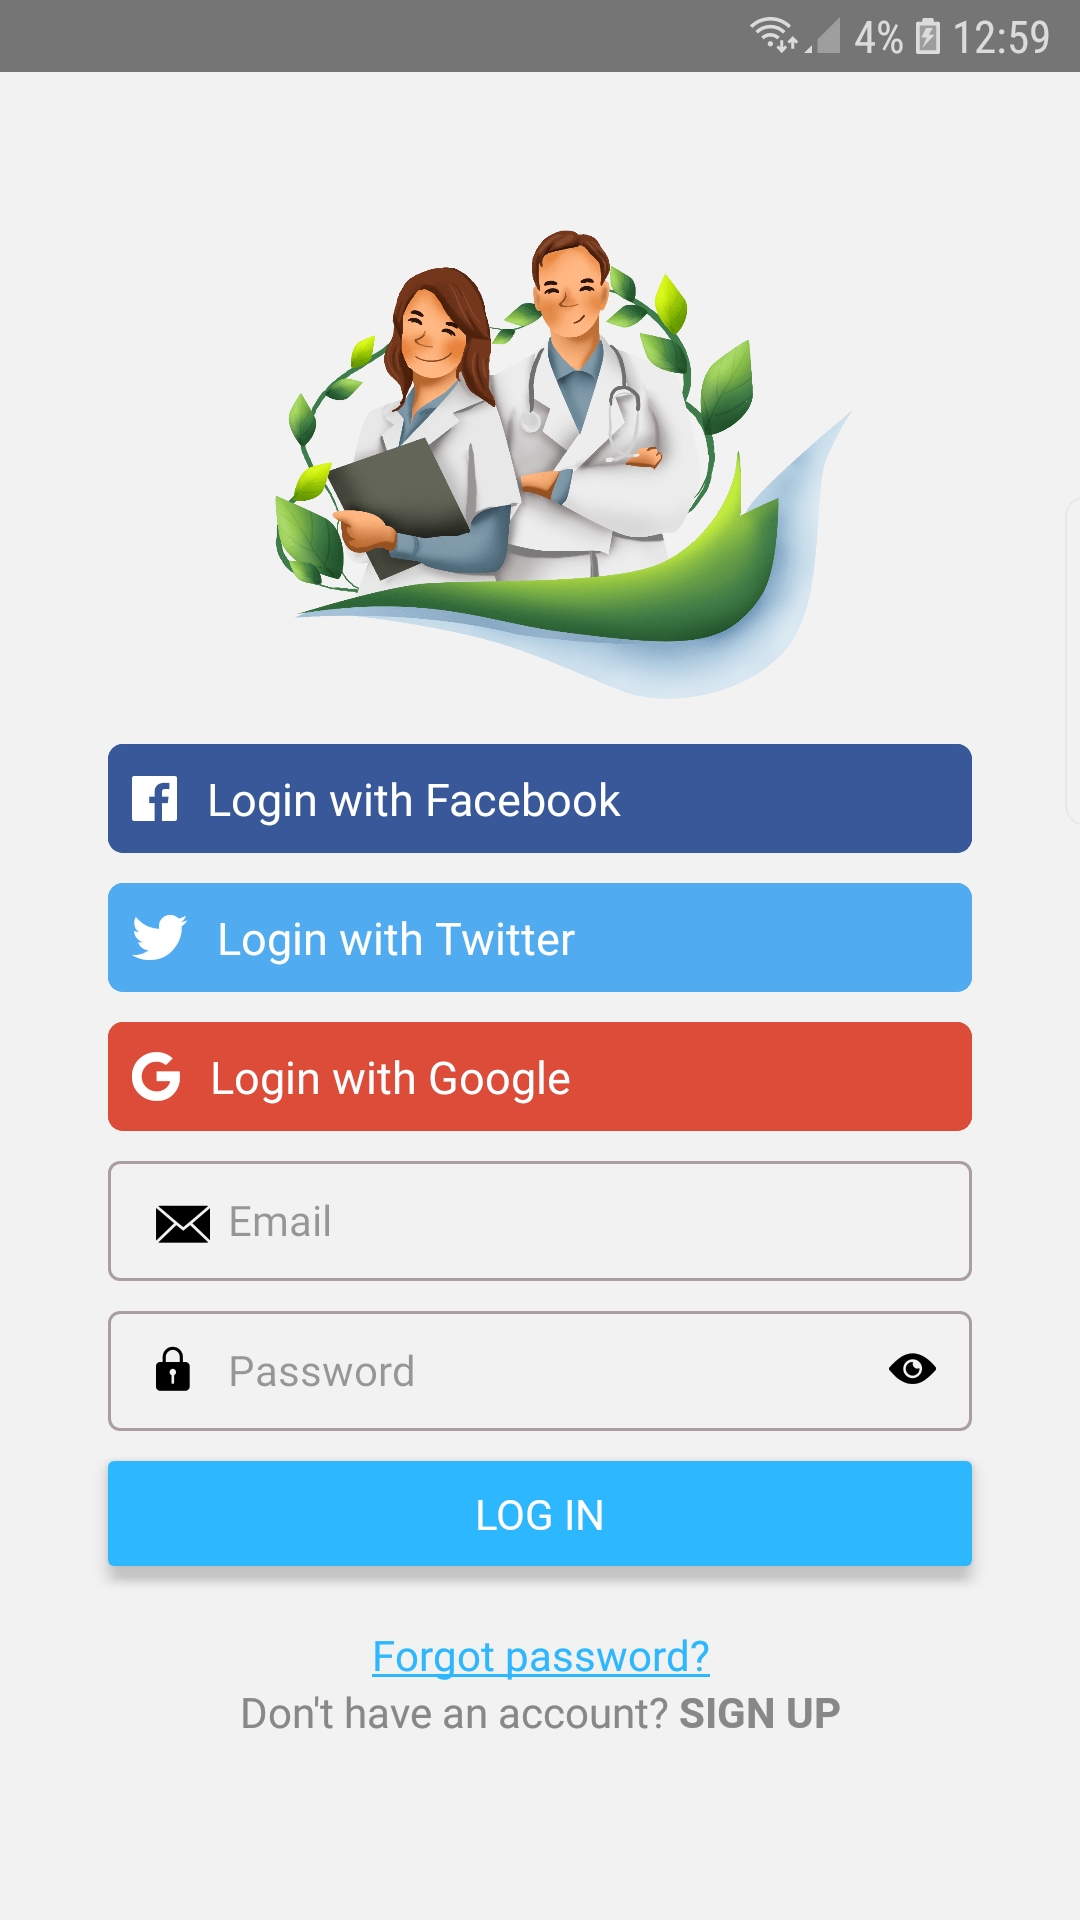 4% 12:59
Login with Facebook
Login with Twitter
Login with Google
Email
Password
LOG IN
Forgot password?
Don't have an account? SIGN UP